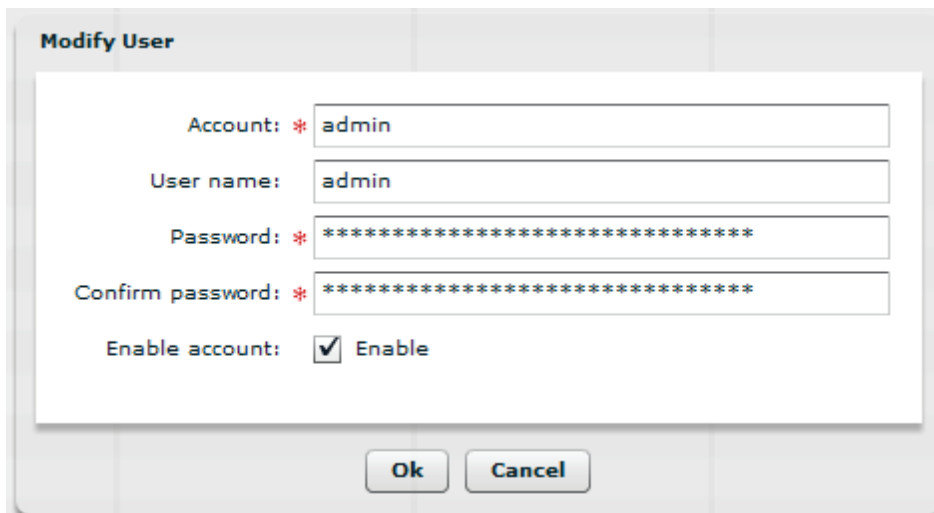 Modify User
Account: * admin
User name: admin
Password: * *******************************
Confirm password: * *******************************
Enable account: Enable
Ok Cancel